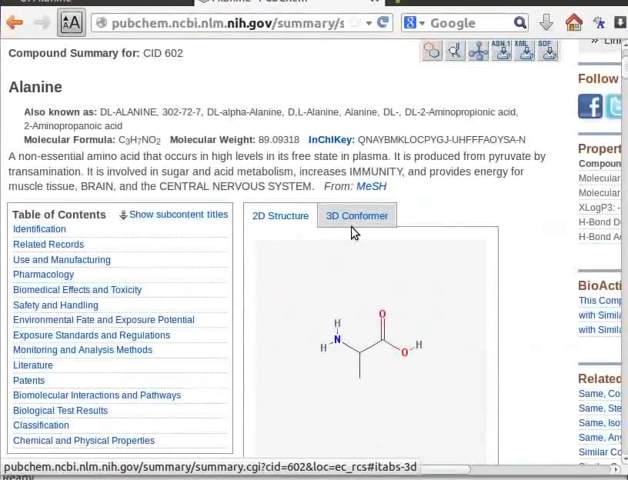 pubchem.ncbi.nlm.nih.gov/summary/s
Google
Compound Summary for: CID 602
ASN.1 XML SDF
Alanine
Also known as: DL-ALANINE, 302-72-7, DL-alpha-Alanine, D,L-Alanine, Alanine, DL-, DL-2-Aminopropionic acid,
2-Aminopropanoic acid
Molecular Formula: C3H7NO2 Molecular Weight: 89.09318 InChIKey: QNAYBMKLOCPYGJ-UHFFFAOYSA-N
A non-essential amino acid that occurs in high levels in its free state in plasma. It is produced from pyruvate by
transamination. It is involved in sugar and acid metabolism, increases IMMUNITY, and provides energy for
muscle tissue, BRAIN, and the CENTRAL NERVOUS SYSTEM. From: MeSH
Table of Contents Show subcontent titles
Identification
Related Records
Use and Manufacturing
Pharmacology
Biomedical Effects and Toxicity
Safety and Handling
Environmental Fate and Exposure Potential
Exposure Standards and Regulations
Monitoring and Analysis Methods
Literature
Patents
Biomolecular Interactions and Pathways
Biological Test Results
Classification
Chemical and Physical Properties
2D Structure 3D Conformer
O
H
N
H
O
H
» Lin
Follow
Propert
Compoun
Molecular
Molecular
XLogP3: -
H-Bond D
H-Bond A
BioActi
This Comp
with Simila
with Simila
Related
Same, Co
Same, Ste
Same, Iso
Same, An
Similar Co
pubchem.ncbi.nlm.nih.gov/summary/summary.cgi?cid=602&loc=ec_rcs#itabs-3d